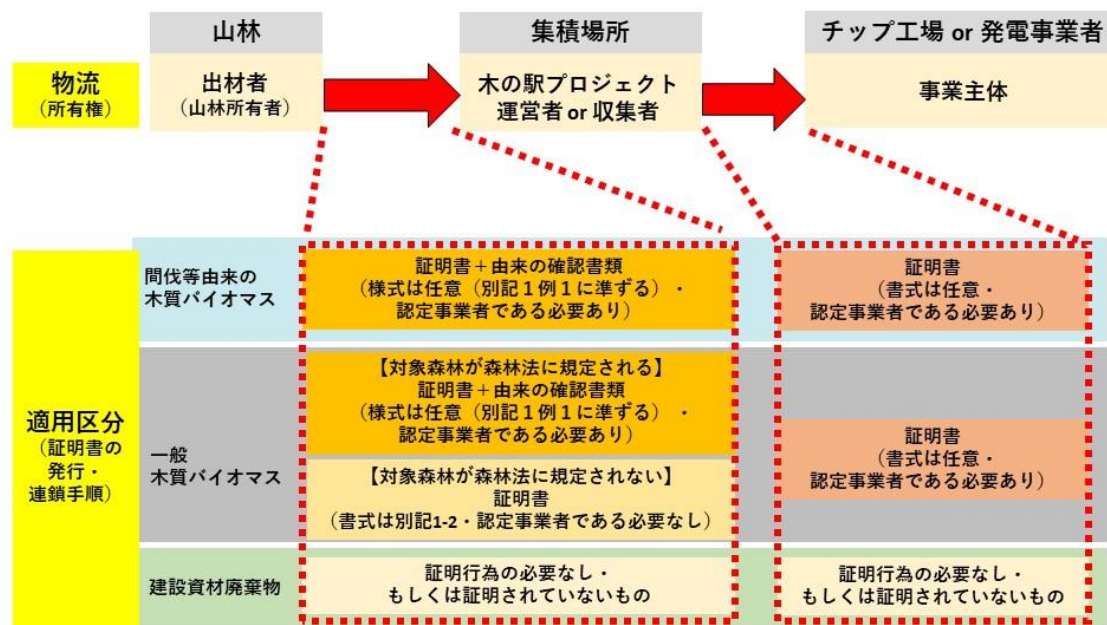 山林
集積場所
チップ工場 or 発電事業者
物流
（所有権）
出材者
（山林所有者）
木の駅プロジェクト
運営者 or 収集者
事業主体
適用区分
（証明書の
発行・
連鎖手順）
間伐等由来の
木質バイオマス
証明書＋由来の確認書類
（様式は任意（別記１例１に準ずる）・
認定事業者である必要あり）
証明書
（書式は任意・
認定事業者である必要あり）
一般
木質バイオマス
【対象森林が森林法に規定される】
証明書＋由来の確認書類
（様式は任意（別記１例１に準ずる）・
認定事業者である必要あり）
【対象森林が森林法に規定されない】
証明書
（書式は別記1-2・認定事業者である必要なし）
証明書
（書式は任意・
認定事業者である必要あり）
建設資材廃棄物
証明行為の必要なし・
もしくは証明されていないもの
証明行為の必要なし・
もしくは証明されていないもの